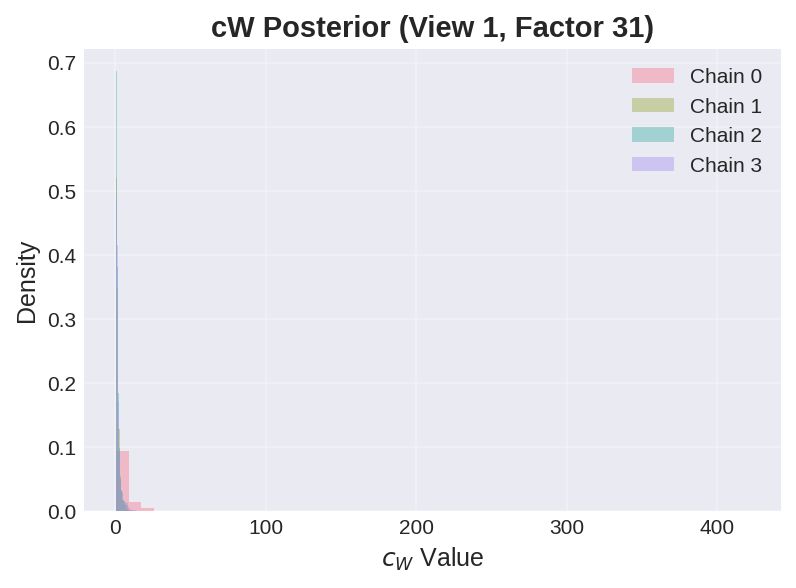 cW Posterior (View 1, Factor 31)
0.7
0.6
0.5
0.4
0.3
0.2
0.1
0.0
Density
Chain 0
Chain 1
Chain 2
Chain 3
0 100 200 300 400
c_W Value